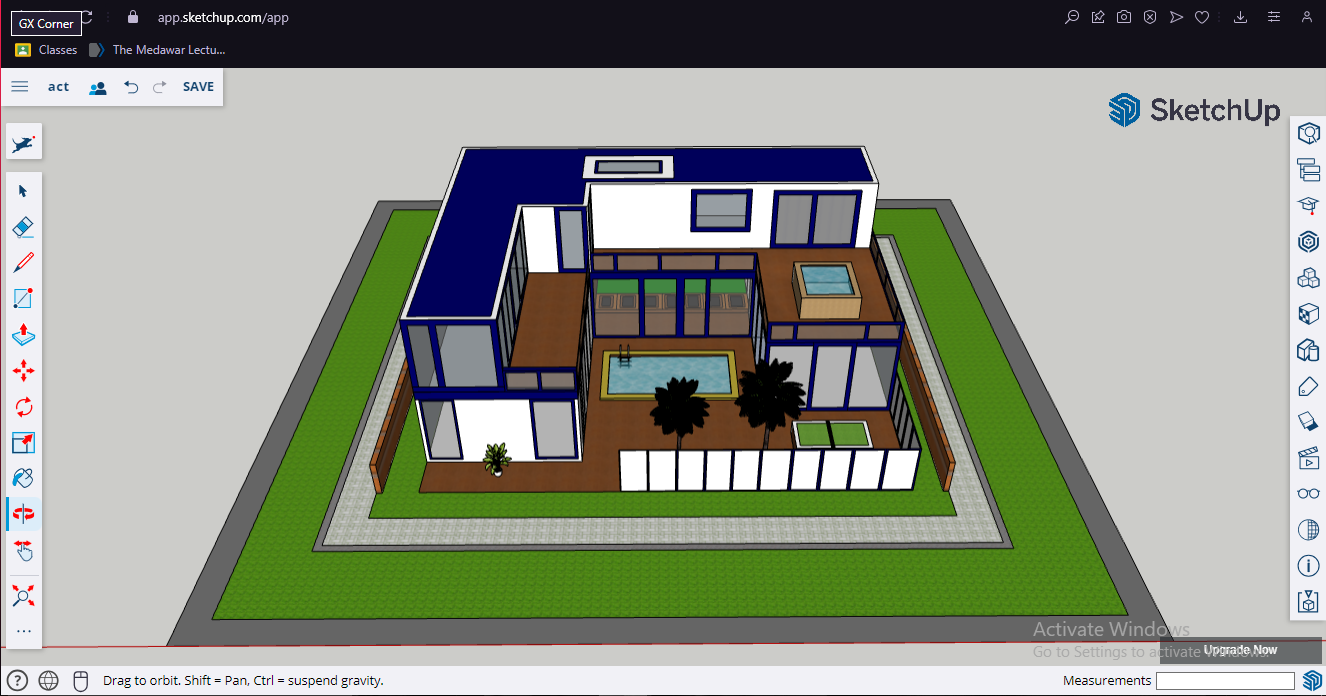 GX Corner
app.sketchup.com/app
Classes
The Medawar Lectu...
act
SAVE
SketchUp
Activate Windows
Go to Settings to activate Windows.
Upgrade Now
Drag to orbit. Shift = Pan, Ctrl = suspend gravity.
Measurements